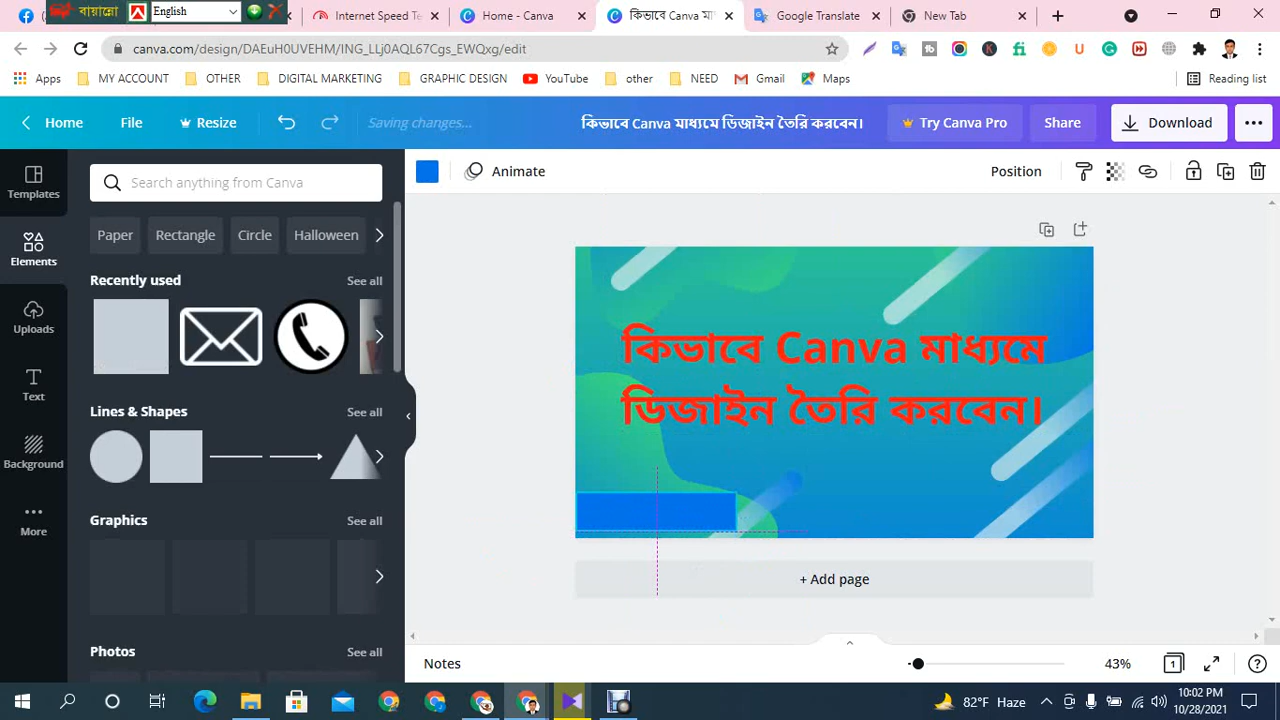 বায়ান্নো
English
Internet Speed Te
Home - Canva
কিভাবে Canva মা
Google Translate
New Tab
canva.com/design/DAEuH0UVEHM/ING_LLj0AQL67Cgs_EWQxg/edit
Apps
MY ACCOUNT
OTHER
DIGITAL MARKETING
GRAPHIC DESIGN
YouTube
other
NEED
Gmail
Maps
Reading list
Home
File
Resize
Saving changes...
কিভাবে Canva মাধ্যমে ডিজাইন তৈরি করবেন।
Try Canva Pro
Share
Download
Templates
Search anything from Canva
Animate
Position
Elements
Paper
Rectangle
Circle
Halloween
Recently used
See all
Uploads
Text
Lines & Shapes
See all
Background
More
Graphics
See all
Photos
See all
কিভাবে Canva মাধ্যমে
ডিজাইন তৈরি করবেন।
+ Add page
Notes
43%
1
82°F Haze
10:02 PM
10/28/2021